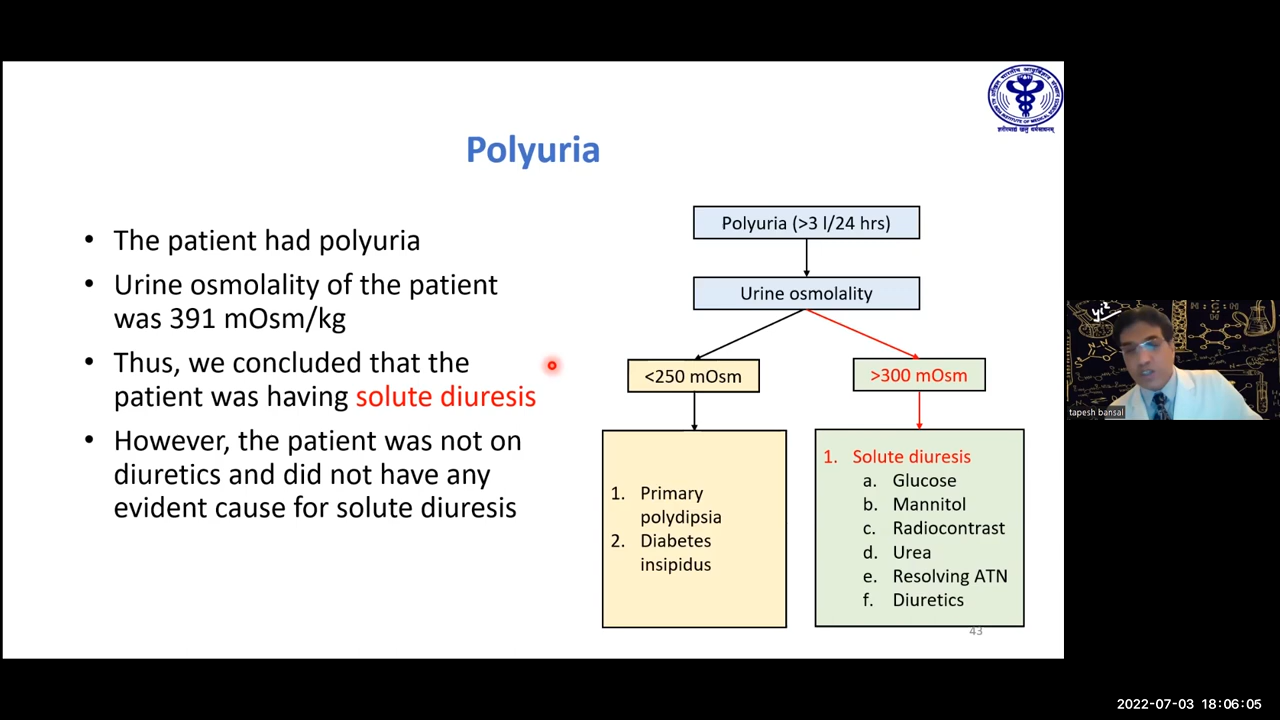 Polyuria
• The patient had polyuria
• Urine osmolality of the patient
was 391 mOsm/kg
• Thus, we concluded that the
patient was having solute diuresis
• However, the patient was not on
diuretics and did not have any
evident cause for solute diuresis
Polyuria (>3 l/24 hrs)
Urine osmolality
<250 mOsm
>300 mOsm
1. Primary
polydipsia
2. Diabetes
insipidus
1. Solute diuresis
a. Glucose
b. Mannitol
c. Radiocontrast
d. Urea
e. Resolving ATN
f. Diuretics
43
tapesh bansal
2022-07-03 18:06:05